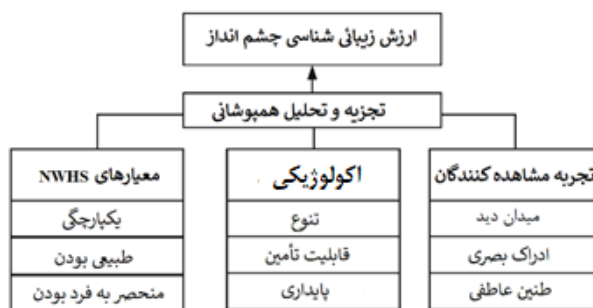 ارزش زیبائی شناسی چشم انداز
تجزیه و تحلیل همپوشانی
تجربه مشاهده کنندگان
میدان دید
ادراک بصری
طنین عاطفی
اکولوژیکی
تنوع
قابلیت تأمین
پایداری
معیارهای NWHS
یکپارچگی
طبیعی بودن
منحصر به فرد بودن